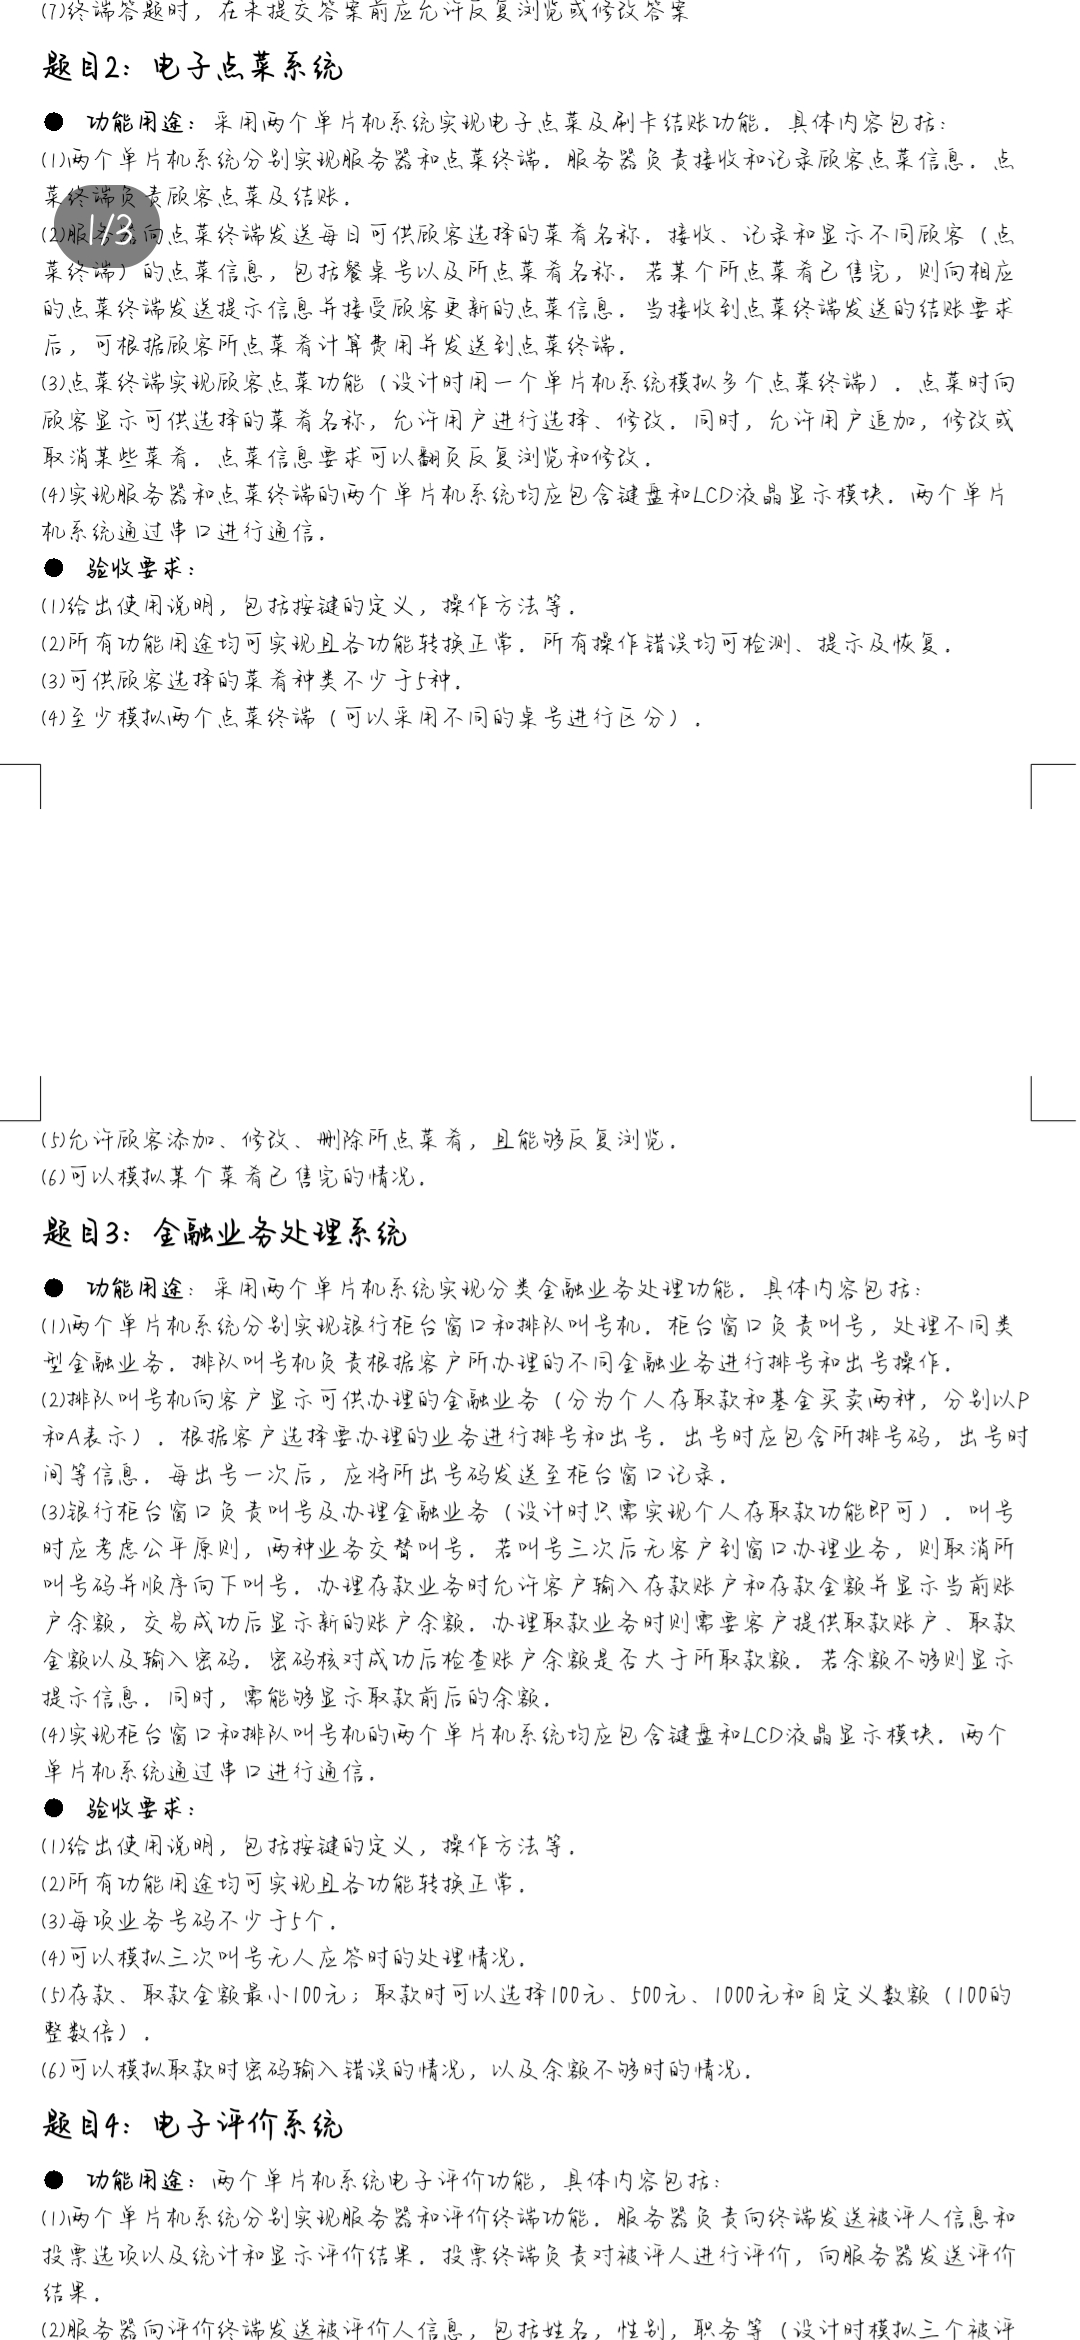 (7)终端答题时，在未提交答案前应允许反复浏览或修改答案
题目2：电子点菜系统
● 功能用途：采用两个单片机系统实现电子点菜及刷卡结账功能．具体内容包括：
(1)两个单片机系统分别实现服务器和点菜终端．服务器负责接收和记录顾客点菜信息．点
菜终端负责顾客点菜及结账．
1/3
(2)服务器向点菜终端发送每日可供顾客选择的菜肴名称．接收、记录和显示不同顾客（点
菜终端）的点菜信息，包括餐桌号以及所点菜肴名称．若某个所点菜肴已售完，则向相应
的点菜终端发送提示信息并接受顾客更新的点菜信息．当接收到点菜终端发送的结账要求
后，可根据顾客所点菜肴计算费用并发送到点菜终端．
(3)点菜终端实现顾客点菜功能（设计时用一个单片机系统模拟多个点菜终端）．点菜时向
顾客显示可供选择的菜肴名称，允许用户进行选择、修改．同时，允许用户追加，修改或
取消某些菜肴．点菜信息要求可以翻页反复浏览和修改．
(4)实现服务器和点菜终端的两个单片机系统均应包含键盘和LCD液晶显示模块．两个单片
机系统通过串口进行通信．
● 验收要求：
(1)给出使用说明，包括按键的定义，操作方法等．
(2)所有功能用途均可实现且各功能转换正常．所有操作错误均可检测、提示及恢复．
(3)可供顾客选择的菜肴种类不少于5种．
(4)至少模拟两个点菜终端（可以采用不同的桌号进行区分）．
(5)允许顾客添加、修改、删除所点菜肴，且能够反复浏览．
(6)可以模拟某个菜肴已售完的情况．
题目3：金融业务处理系统
● 功能用途：采用两个单片机系统实现分类金融业务处理功能．具体内容包括：
(1)两个单片机系统分别实现银行柜台窗口和排队叫号机．柜台窗口负责叫号，处理不同类
型金融业务．排队叫号机负责根据客户所办理的不同金融业务进行排号和出号操作．
(2)排队叫号机向客户显示可供办理的金融业务（分为个人存取款和基金买卖两种，分别以P
和A表示）．根据客户选择要办理的业务进行排号和出号．出号时应包含所排号码，出号时
间等信息．每出号一次后，应将所出号码发送至柜台窗口记录．
(3)银行柜台窗口负责叫号及办理金融业务（设计时只需实现个人存取款功能即可）．叫号
时应考虑公平原则，两种业务交替叫号．若叫号三次后无客户到窗口办理业务，则取消所
叫号码并顺序向下叫号．办理存款业务时允许客户输入存款账户和存款金额并显示当前账
户余额，交易成功后显示新的账户余额．办理取款业务时则需要客户提供取款账户、取款
金额以及输入密码．密码核对成功后检查账户余额是否大于所取款额．若余额不够则显示
提示信息．同时，需能够显示取款前后的余额．
(4)实现柜台窗口和排队叫号机的两个单片机系统均应包含键盘和LCD液晶显示模块．两个
单片机系统通过串口进行通信．
● 验收要求：
(1)给出使用说明，包括按键的定义，操作方法等．
(2)所有功能用途均可实现且各功能转换正常．
(3)每项业务号码不少于5个．
(4)可以模拟三次叫号无人应答时的处理情况．
(5)存款、取款金额最小100元；取款时可以选择100元、500元、1000元和自定义数额（100的
整数倍）．
(6)可以模拟取款时密码输入错误的情况，以及余额不够时的情况．
题目4：电子评价系统
● 功能用途：两个单片机系统电子评价功能，具体内容包括：
(1)两个单片机系统分别实现服务器和评价终端功能．服务器负责向终端发送被评人信息和
投票选项以及统计和显示评价结果．投票终端负责对被评人进行评价，向服务器发送评价
结果．
(2)服务器向评价终端发送被评价人信息，包括姓名，性别，职务等（设计时模拟三个被评